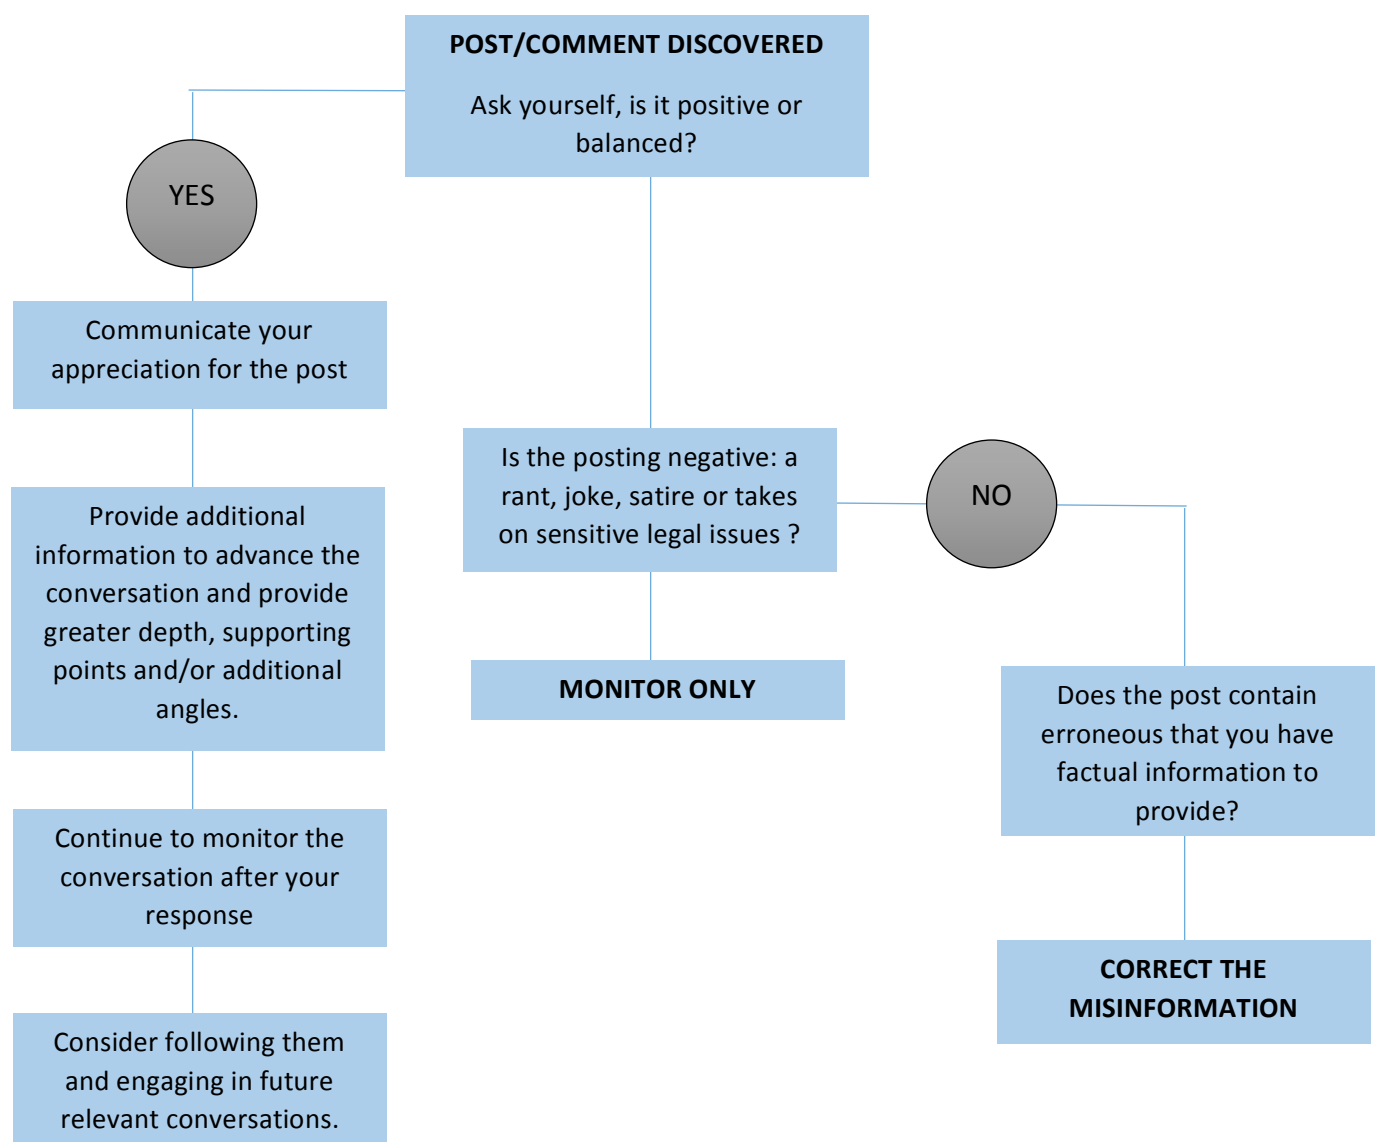 POST/COMMENT DISCOVERED
Ask yourself, is it positive or
balanced?
YES
Communicate your
appreciation for the post
Provide additional
information to advance the
conversation and provide
greater depth, supporting
points and/or additional
angles.
Continue to monitor the
conversation after your
response
Consider following them
and engaging in future
relevant conversations.
Is the posting negative: a
rant, joke, satire or takes
on sensitive legal issues ?
MONITOR ONLY
NO
Does the post contain
erroneous that you have
factual information to
provide?
CORRECT THE
MISINFORMATION